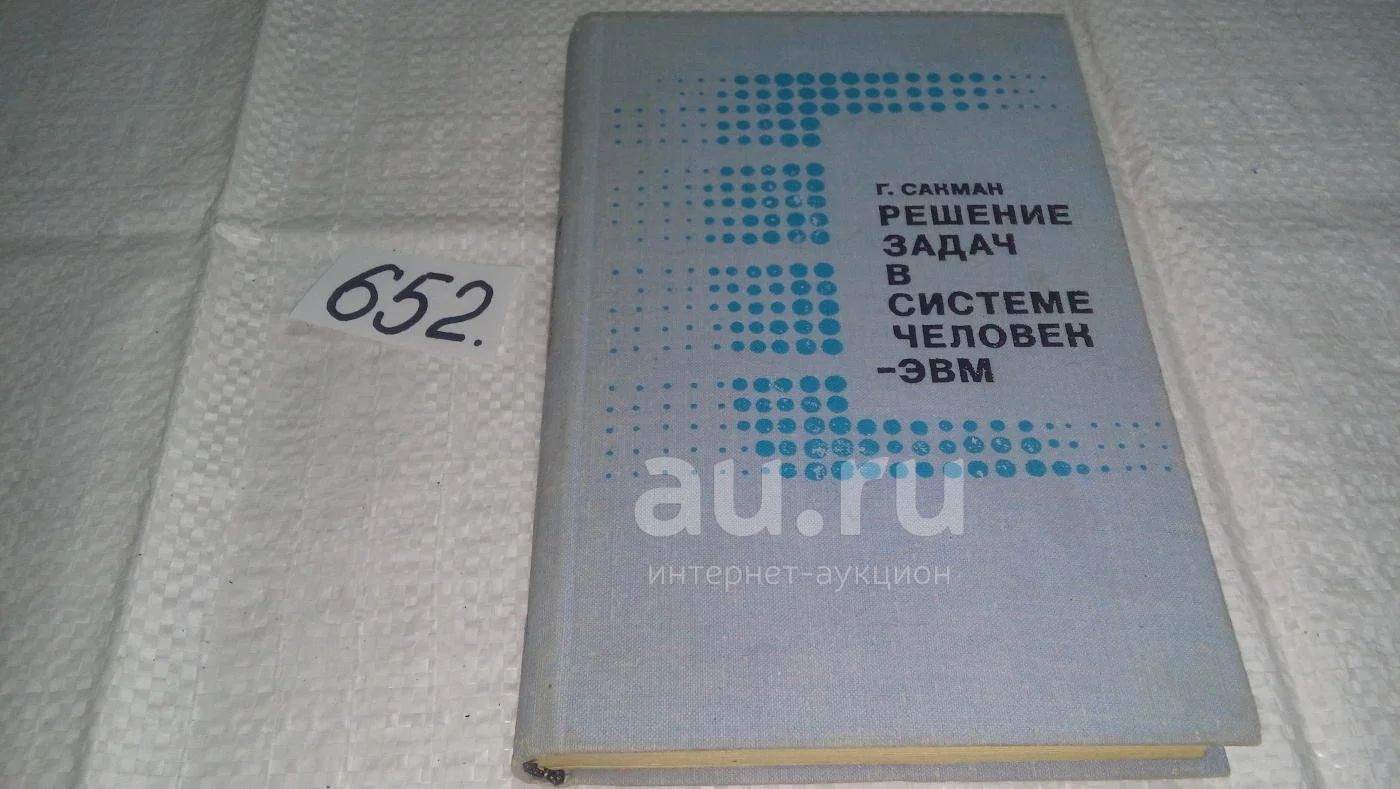 652.
Г. САКМАН
РЕШЕНИЕ
ЗАДАЧ
В
СИСТЕМЕ
ЧЕЛОВЕК
-ЭВМ
au.ru
интернет-аукцион